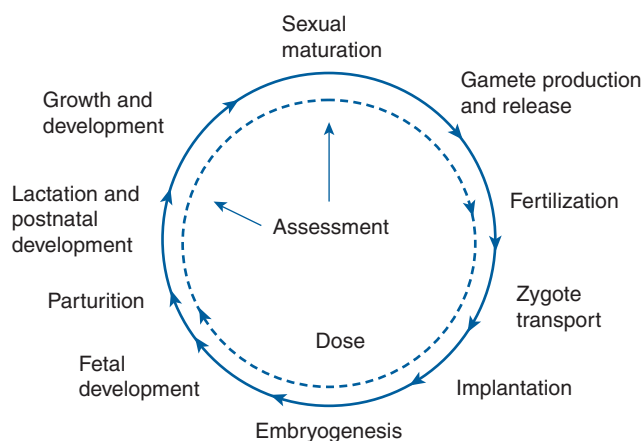 Sexual
maturation
Gamete production
and release
Fertilization
Zygote
transport
Implantation
Embryogenesis
Fetal
development
Parturition
Lactation and
postnatal
development
Growth and
development
Assessment
Dose